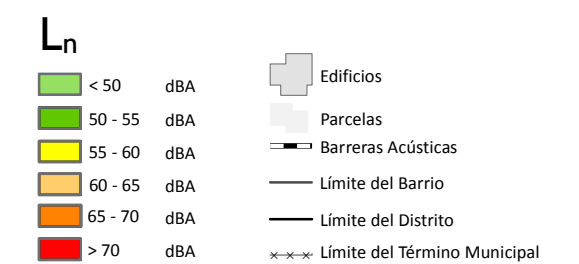 Ln
< 50 dBA
50 - 55 dBA
55 - 60 dBA
60 - 65 dBA
65 - 70 dBA
> 70 dBA
Edificios
Parcelas
Barreras Acústicas
Límite del Barrio
Límite del Distrito
Límite del Término Municipal